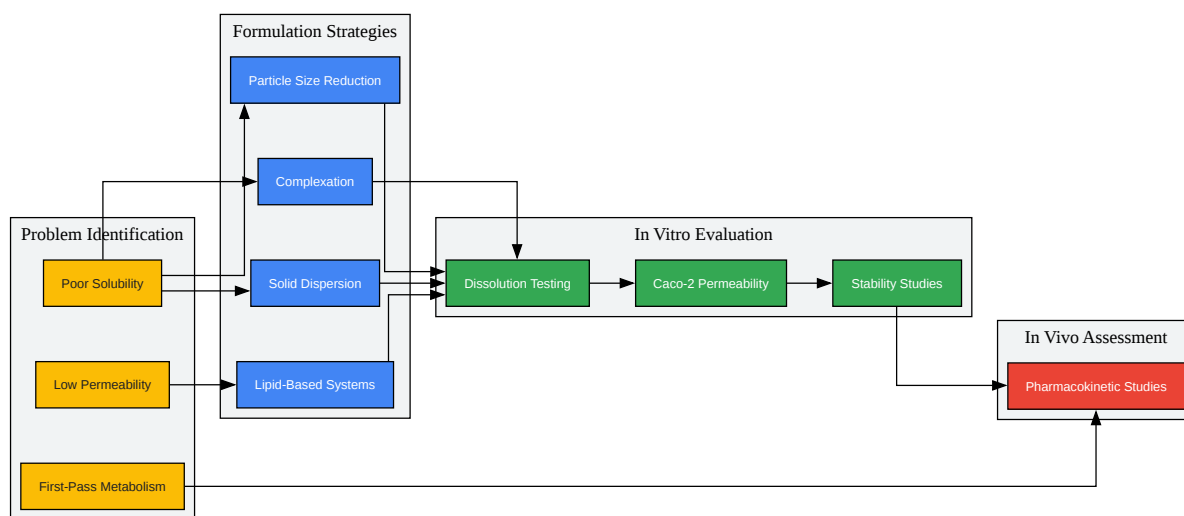 Formulation Strategies
Particle Size Reduction
Complexation
Problem Identification
In Vitro Evaluation
Poor Solubility
Solid Dispersion
Dissolution Testing
Caco-2 Permeability
Stability Studies
In Vivo Assessment
Low Permeability
Lipid-Based Systems
Pharmacokinetic Studies
First-Pass Metabolism